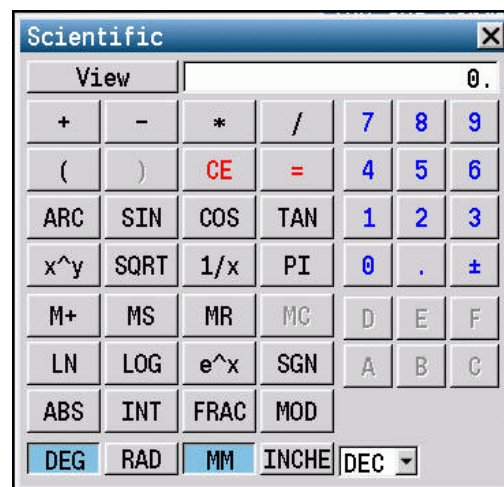 Scientific
View 0.
+ - * / 7 8 9
( ) CE = 4 5 6
ARC SIN COS TAN 1 2 3
x^y SQRT 1/x PI 0 . ±
M+ MS MR MC D E F
LN LOG e^x SGN A B C
ABS INT FRAC MOD
DEG RAD MM INCHE DEC